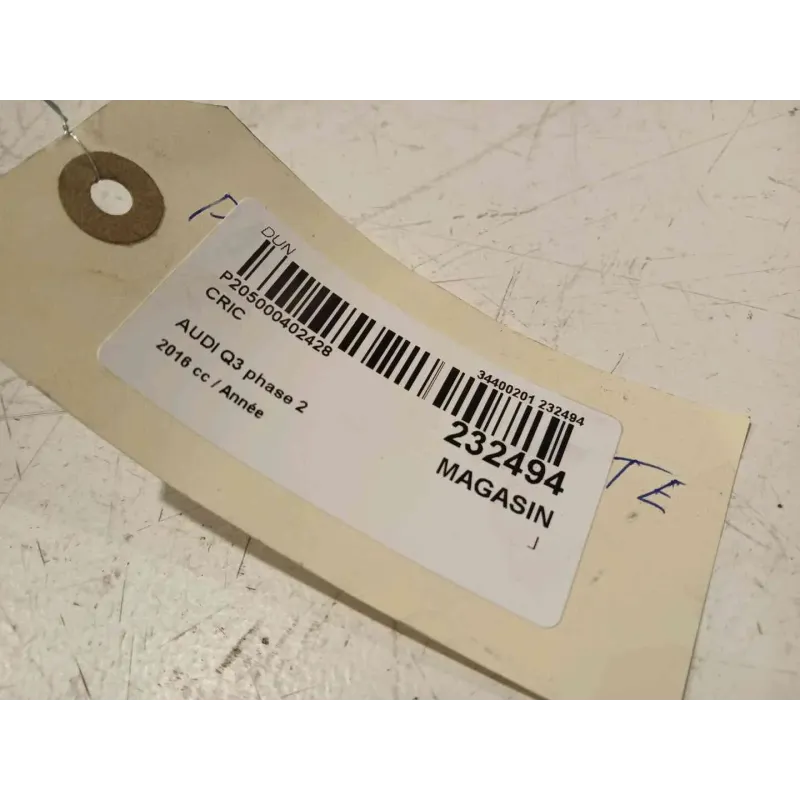 DUN
34400201 232494
P205000402428
CRIC
232494
MAGASIN
AUDI Q3 phase 2
2016 cc / Année